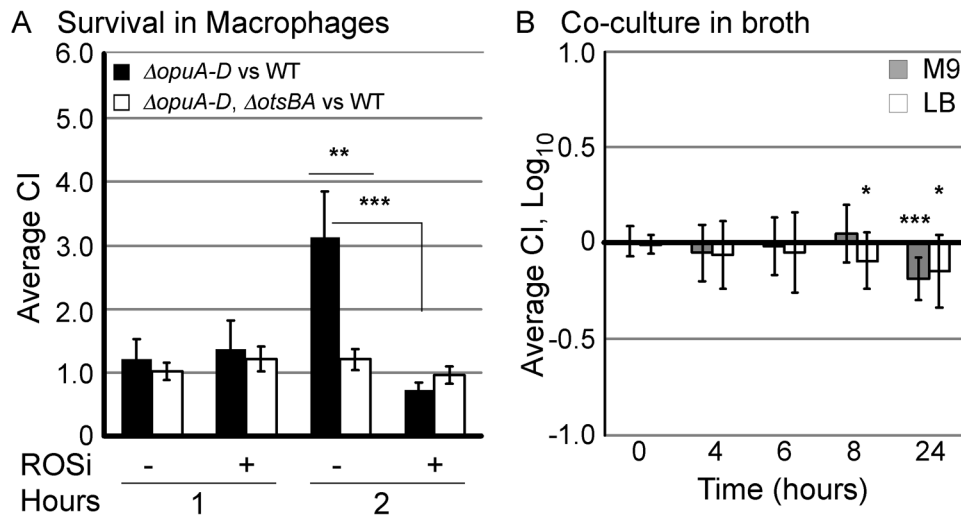 A Survival in Macrophages
6.0
ΔopuA-D vs WT
ΔopuA-D, ΔotsBA vs WT
5.0
4.0
3.0
2.0
1.0
0
Average CI
**
***
ROSi - + - +
Hours 1 2
B Co-culture in broth
1.0
0.5
0
-0.5
-1.0
Average CI, Log10
M9
LB
*
*
***
0 4 6 8 24
Time (hours)